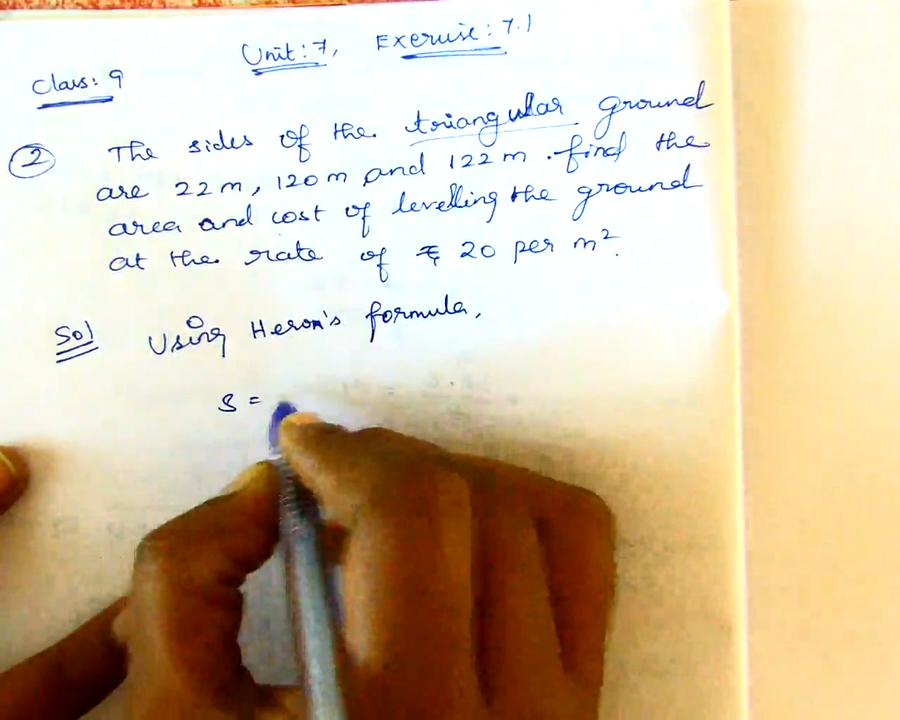 Unit: 7, Exercise: 7.1
Class: 9
2 The sides of the triangular ground
are 22 m, 120 m and 122 m. find the
area and cost of levelling the ground
at the rate of ₹ 20 per m².
Sol Using Heron's formula,
S =